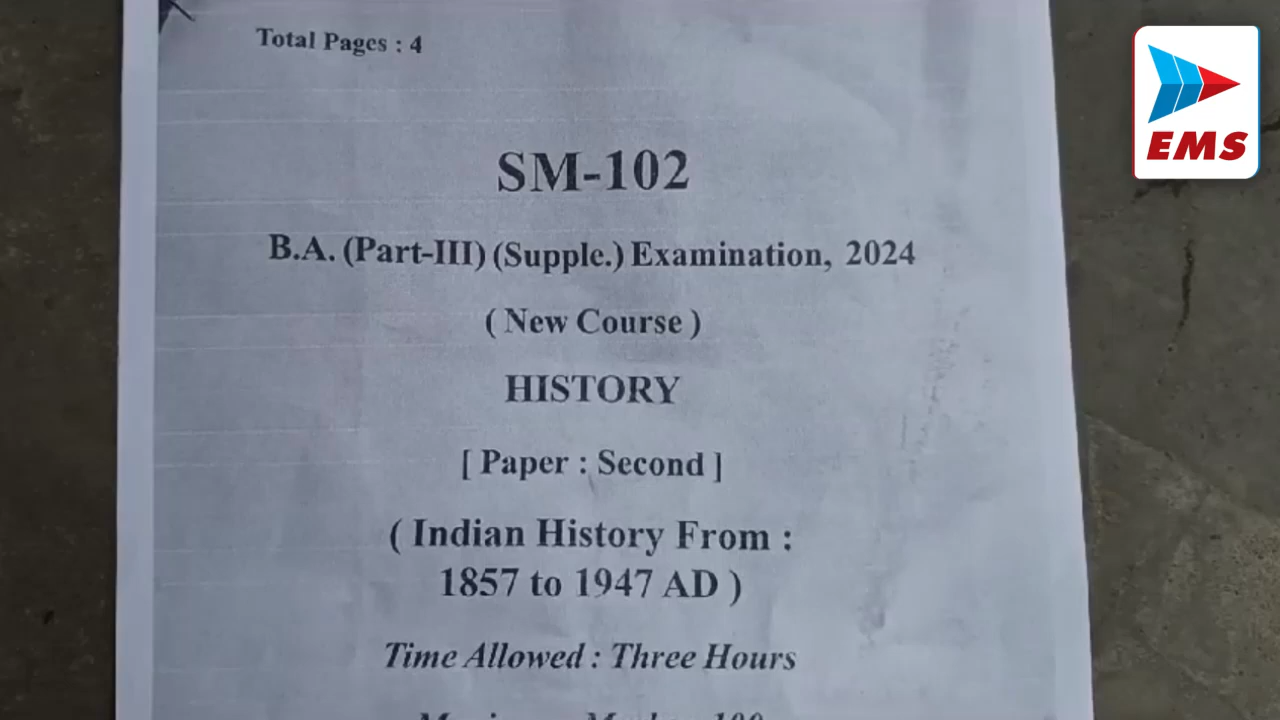 Total Pages : 4
EMS
SM-102
B.A. (Part-III) (Supple.) Examination, 2024
( New Course )
HISTORY
[ Paper : Second ]
( Indian History From :
1857 to 1947 AD )
Time Allowed : Three Hours